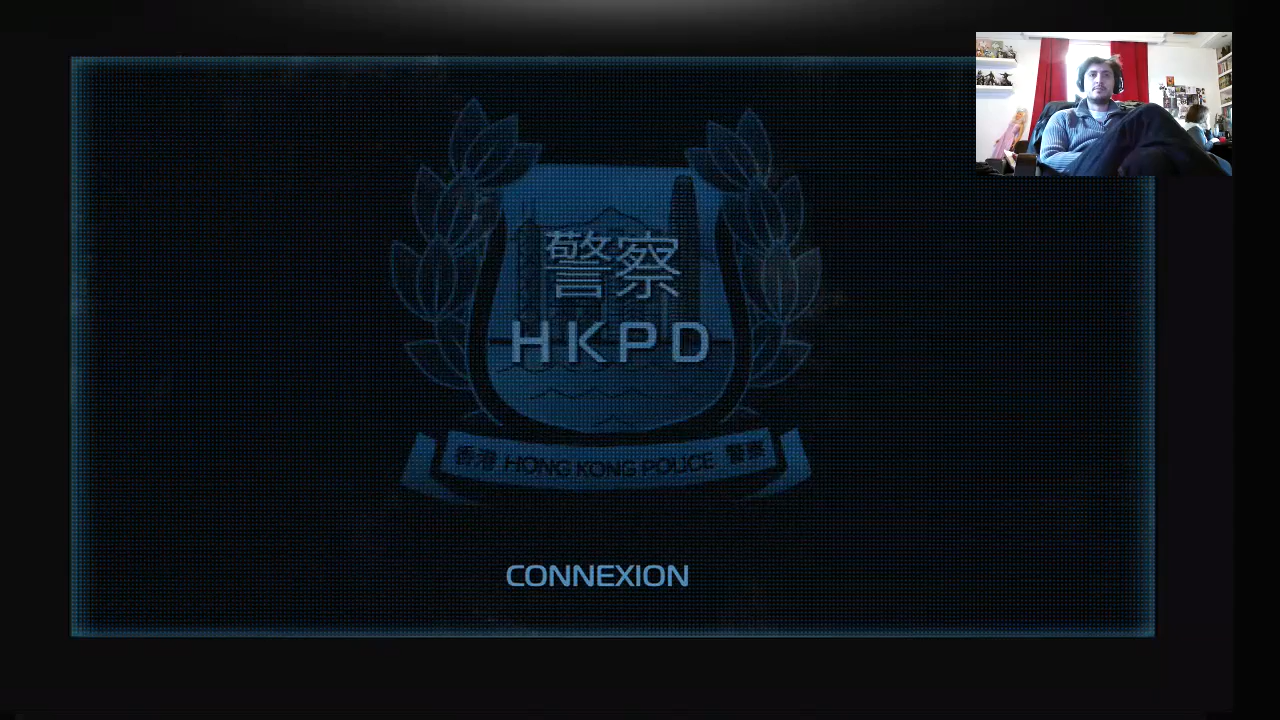 警察
HKPD
香港 HONG KONG POLICE 警察
CONNEXION